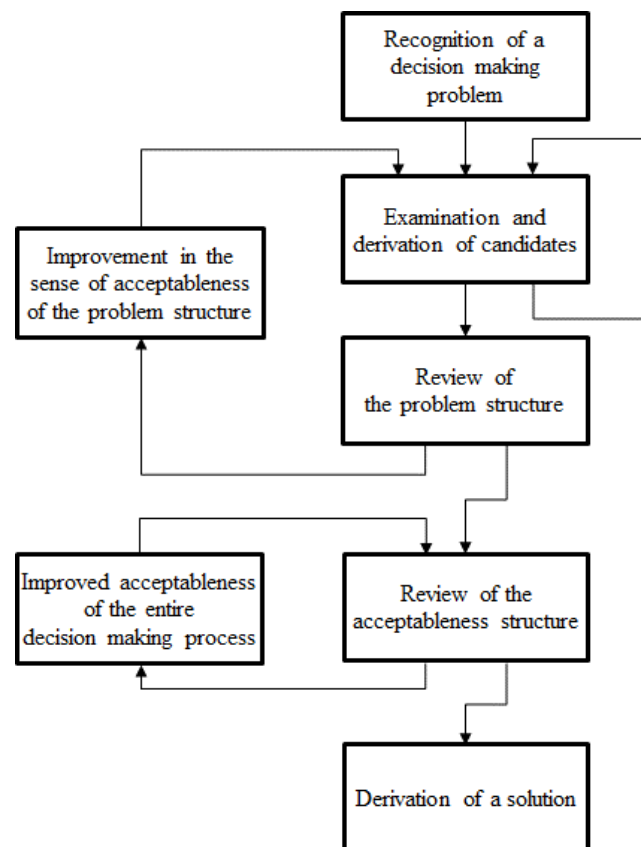 Recognition of a
decision making
problem
Examination and
derivation of candidates
Improvement in the
sense of acceptableness
of the problem structure
Review of
the problem structure
Improved acceptableness
of the entire
decision making process
Review of the
acceptableness structure
Derivation of a solution